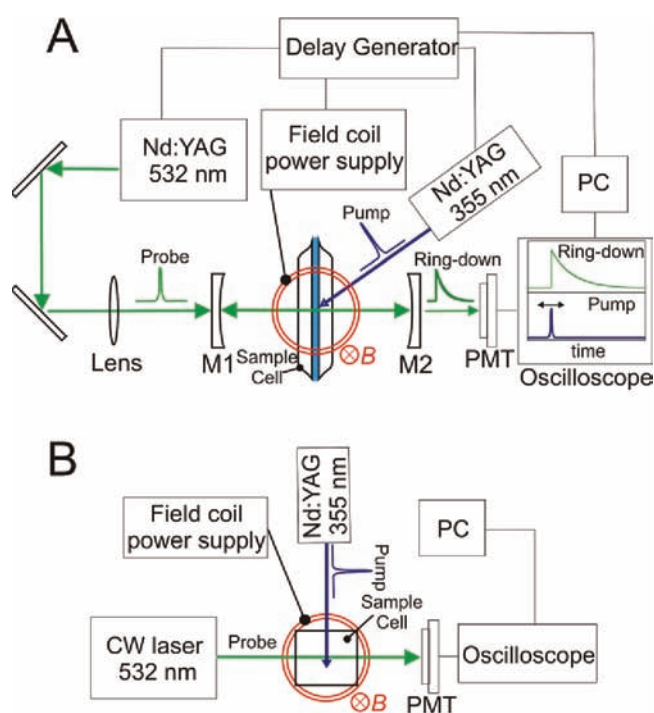 A
Delay Generator
Nd:YAG
532 nm
Field coil
power supply
Nd:YAG
355 nm
PC
Pump
Probe
Ring-down
Ring-down
Pump
time
Lens
M1
Sample
Cell
⊗B
M2
PMT
Oscilloscope
B
Nd:YAG
355 nm
Field coil
power supply
PC
Pump
Sample
Cell
CW laser
532 nm
Probe
Oscilloscope
⊗B
PMT